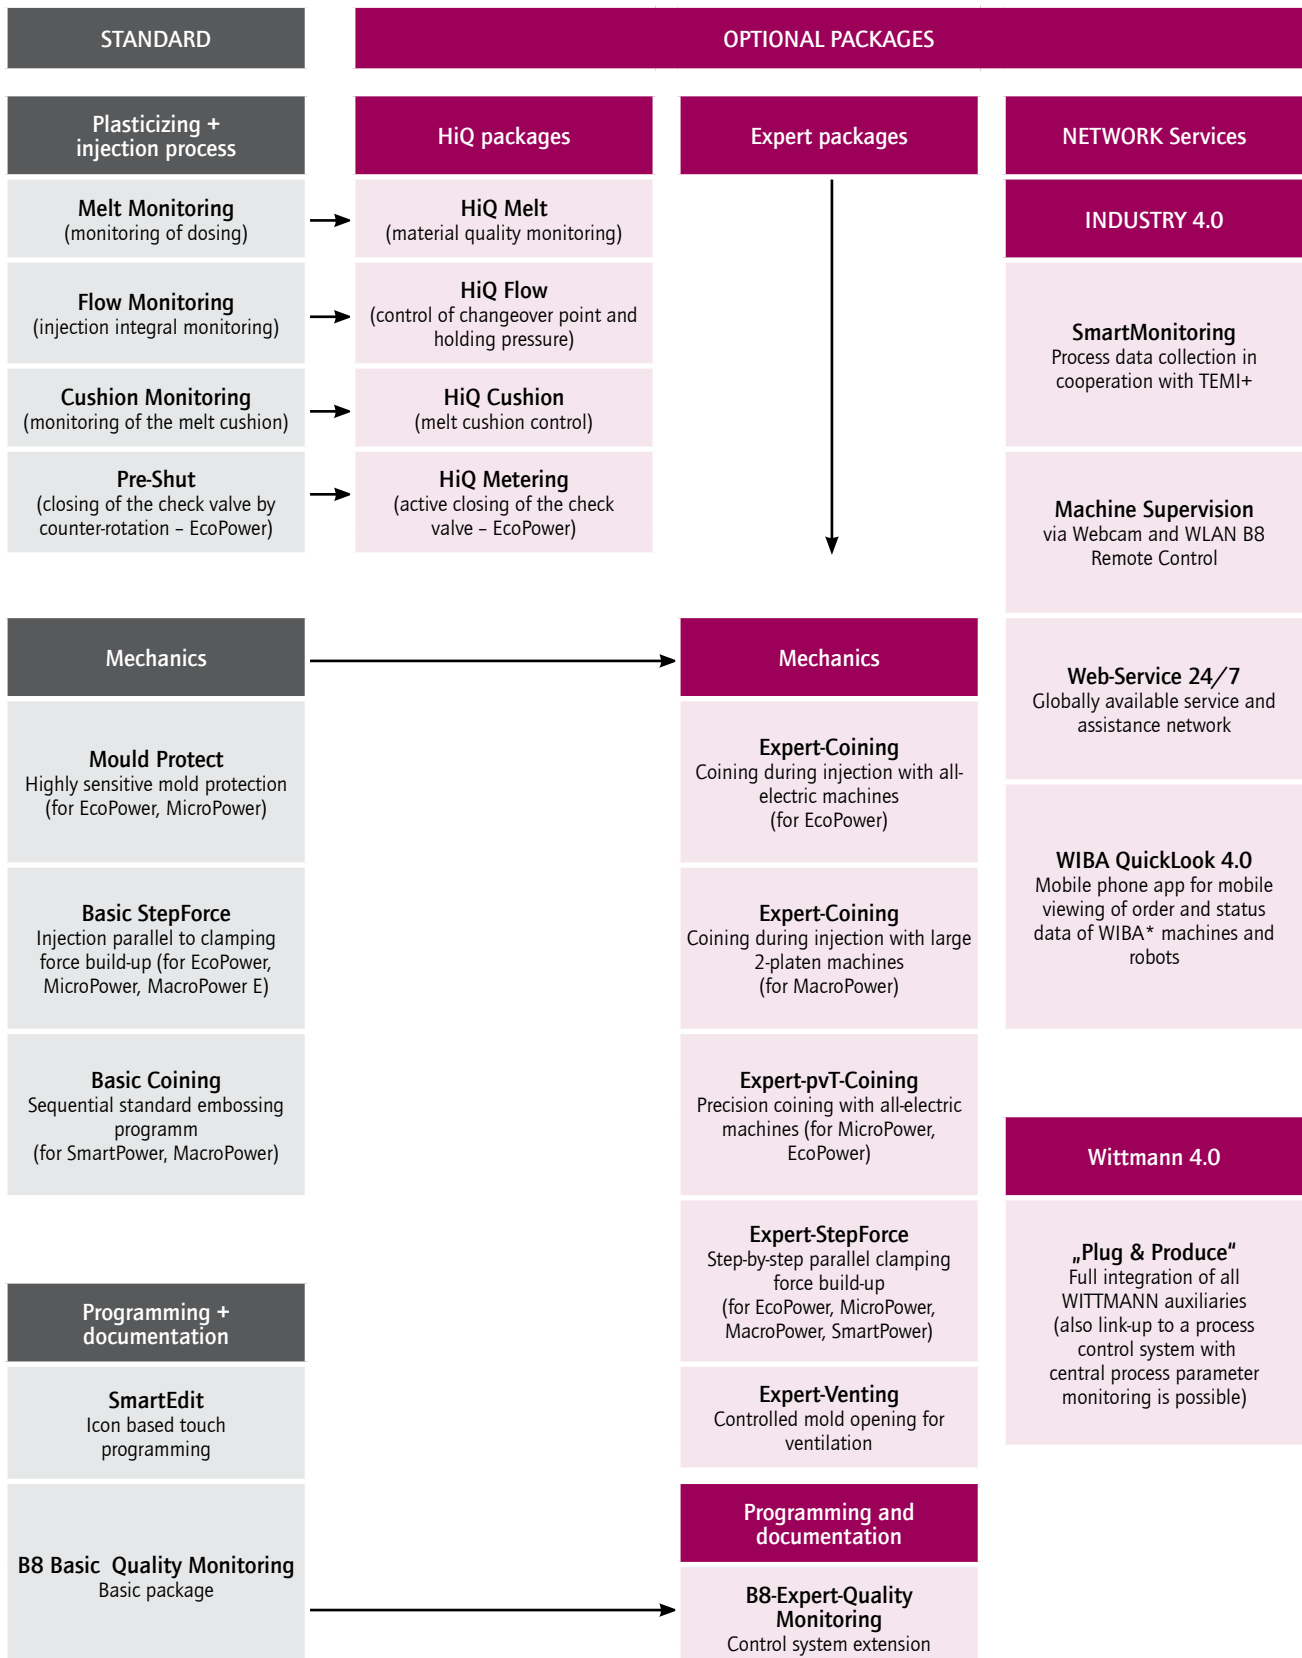 STANDARD
OPTIONAL PACKAGES
Plasticizing +
injection process
Melt Monitoring
(monitoring of dosing)
Flow Monitoring
(injection integral monitoring)
Cushion Monitoring
(monitoring of the melt cushion)
Pre-Shut
(closing of the check valve by
counter-rotation – EcoPower)
HiQ packages
HiQ Melt
(material quality monitoring)
HiQ Flow
(control of changeover point and
holding pressure)
HiQ Cushion
(melt cushion control)
HiQ Metering
(active closing of the check
valve – EcoPower)
Mechanics
Mould Protect
Highly sensitive mold protection
(for EcoPower, MicroPower)
Basic StepForce
Injection parallel to clamping
force build-up (for EcoPower,
MicroPower, MacroPower E)
Basic Coining
Sequential standard embossing
programm
(for SmartPower, MacroPower)
Programming +
documentation
SmartEdit
Icon based touch
programming
B8 Basic  Quality Monitoring
Basic package
Expert packages
Mechanics
Expert-Coining
Coining during injection with all-
electric machines
(for EcoPower)
Expert-Coining
Coining during injection with large
2-platen machines
(for MacroPower)
Expert-pvT-Coining
Precision coining with all-electric
machines (for MicroPower,
EcoPower)
Expert-StepForce
Step-by-step parallel clamping
force build-up
(for EcoPower, MicroPower,
MacroPower, SmartPower)
Expert-Venting
Controlled mold opening for
ventilation
Programming and
documentation
B8-Expert-Quality
Monitoring
Control system extension
NETWORK Services
INDUSTRY 4.0
SmartMonitoring
Process data collection in
cooperation with TEMI+
Machine Supervision
via Webcam and WLAN B8
Remote Control
Web-Service 24/7
Globally available service and
assistance network
WIBA QuickLook 4.0
Mobile phone app for mobile
viewing of order and status
data of WIBA* machines and
robots
Wittmann 4.0
„Plug & Produce“
Full integration of all
WITTMANN auxiliaries
(also link-up to a process
control system with
central process parameter
monitoring is possible)